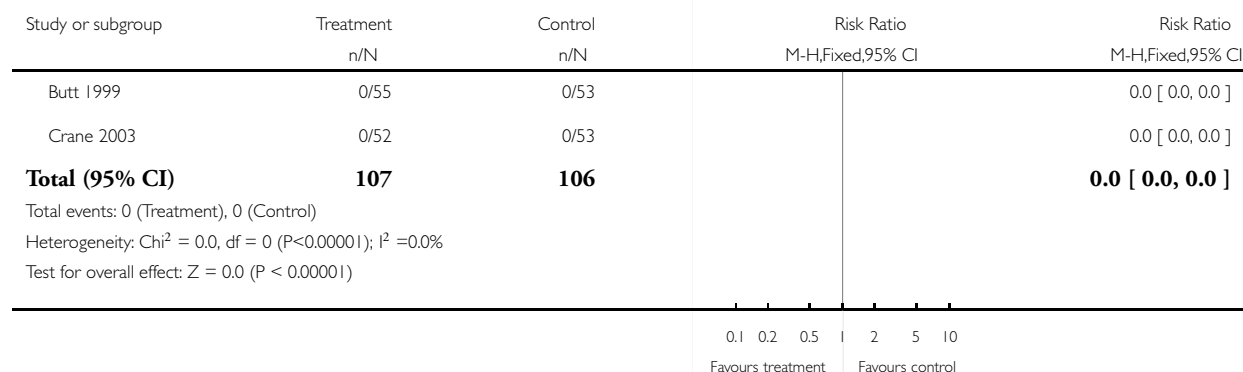 Study or subgroup Treatment Control Risk Ratio Risk Ratio
n/N n/N M-H,Fixed,95% CI M-H,Fixed,95% CI
Butt 1999 0/55 0/53 0.0 [ 0.0, 0.0 ]
Crane 2003 0/52 0/53 0.0 [ 0.0, 0.0 ]
Total (95% CI) 107 106 0.0 [ 0.0, 0.0 ]
Total events: 0 (Treatment), 0 (Control)
Heterogeneity: Chi² = 0.0, df = 0 (P<0.00001); I² =0.0%
Test for overall effect: Z = 0.0 (P < 0.00001)
0.1 0.2 0.5 1 2 5 10
Favours treatment Favours control